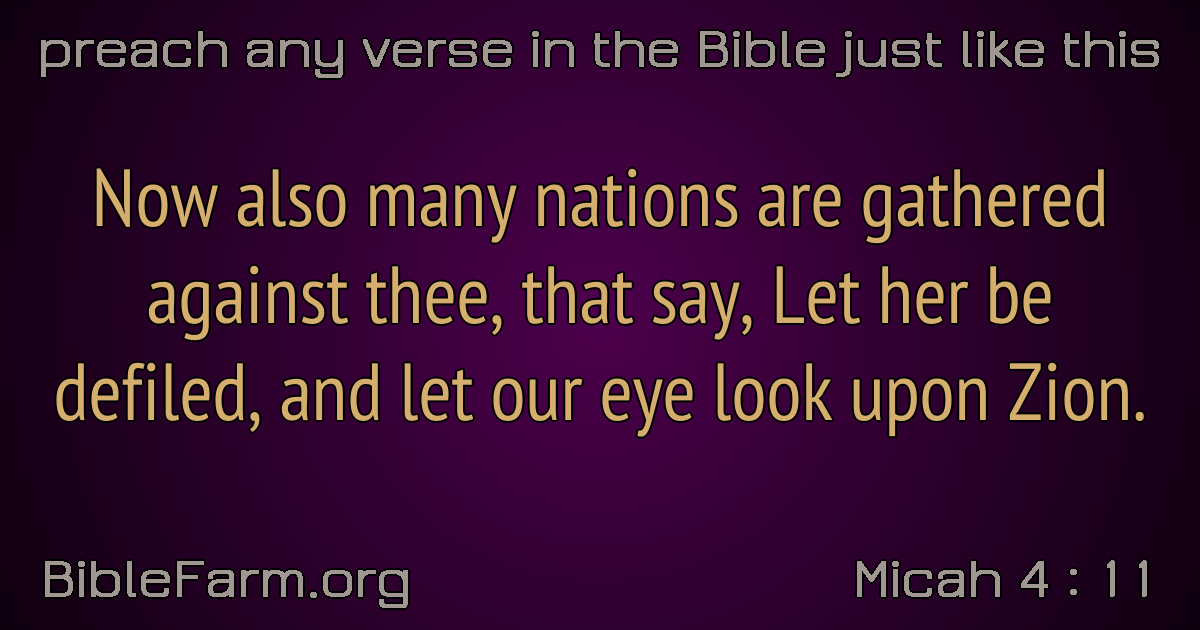 preach any verse in the Bible just like this
Now also many nations are gathered
against thee, that say, Let her be
defiled, and let our eye look upon Zion.
BibleFarm.org
Micah 4 : 11